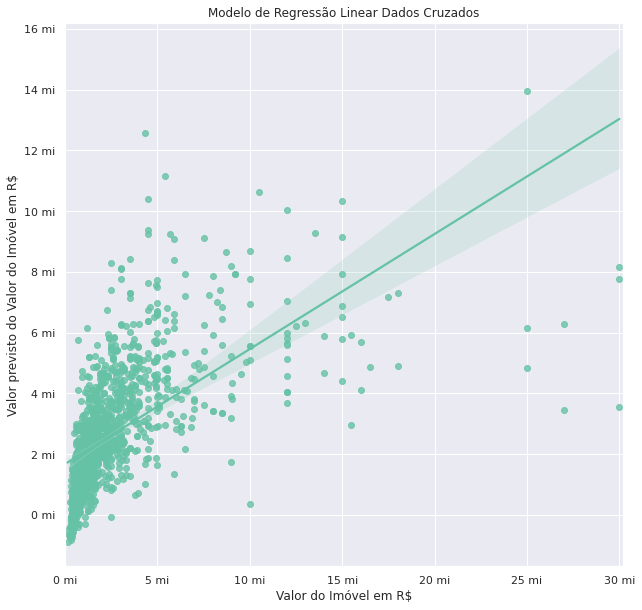 Modelo de Regressão Linear Dados Cruzados
16 mi
14 mi
12 mi
10 mi
8 mi
6 mi
4 mi
2 mi
0 mi
Valor previsto do Valor do Imóvel em R$
0 mi 5 mi 10 mi 15 mi 20 mi 25 mi 30 mi
Valor do Imóvel em R$